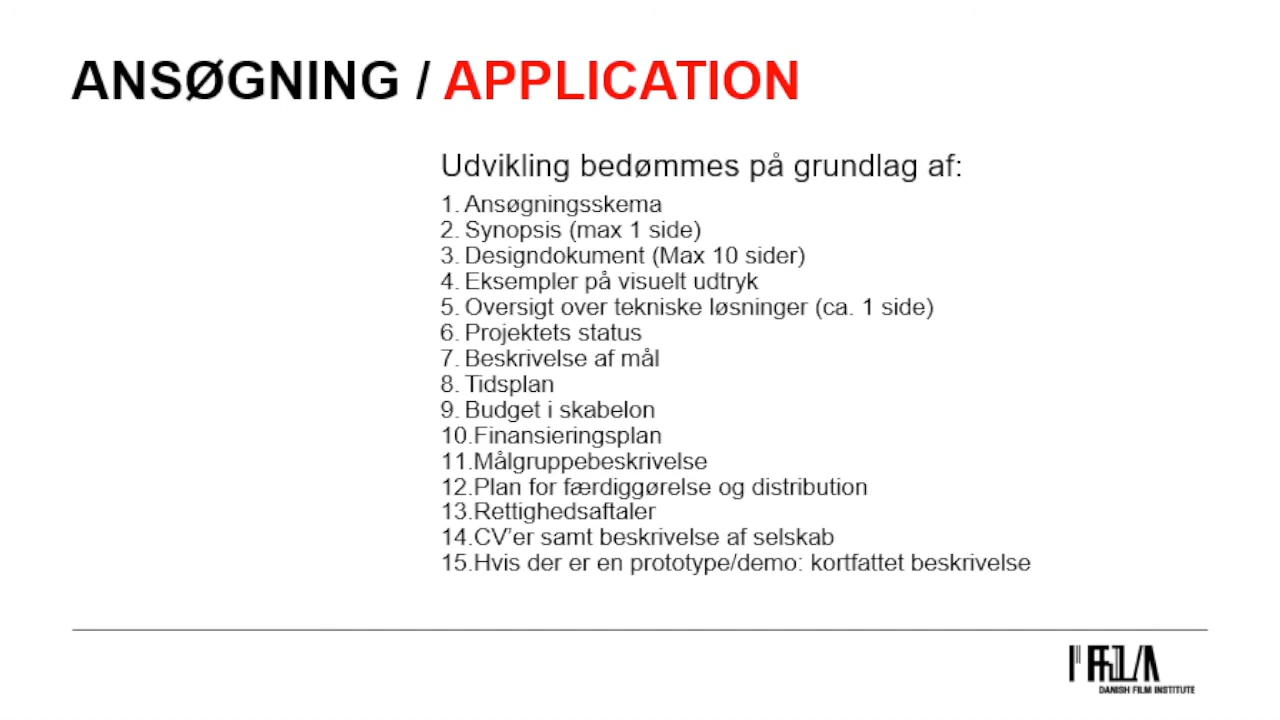 ANSØGNING / APPLICATION
Udvikling bedømmes på grundlag af:
1. Ansøgningsskema
2. Synopsis (max 1 side)
3. Designdokument (Max 10 sider)
4. Eksempler på visuelt udtryk
5. Oversigt over tekniske løsninger (ca. 1 side)
6. Projektets status
7. Beskrivelse af mål
8. Tidsplan
9. Budget i skabelon
10.Finansieringsplan
11.Målgruppebeskrivelse
12.Plan for færdiggørelse og distribution
13.Rettighedsaftaler
14.CV’er samt beskrivelse af selskab
15.Hvis der er en prototype/demo: kortfattet beskrivelse
DANISH FILM INSTITUTE